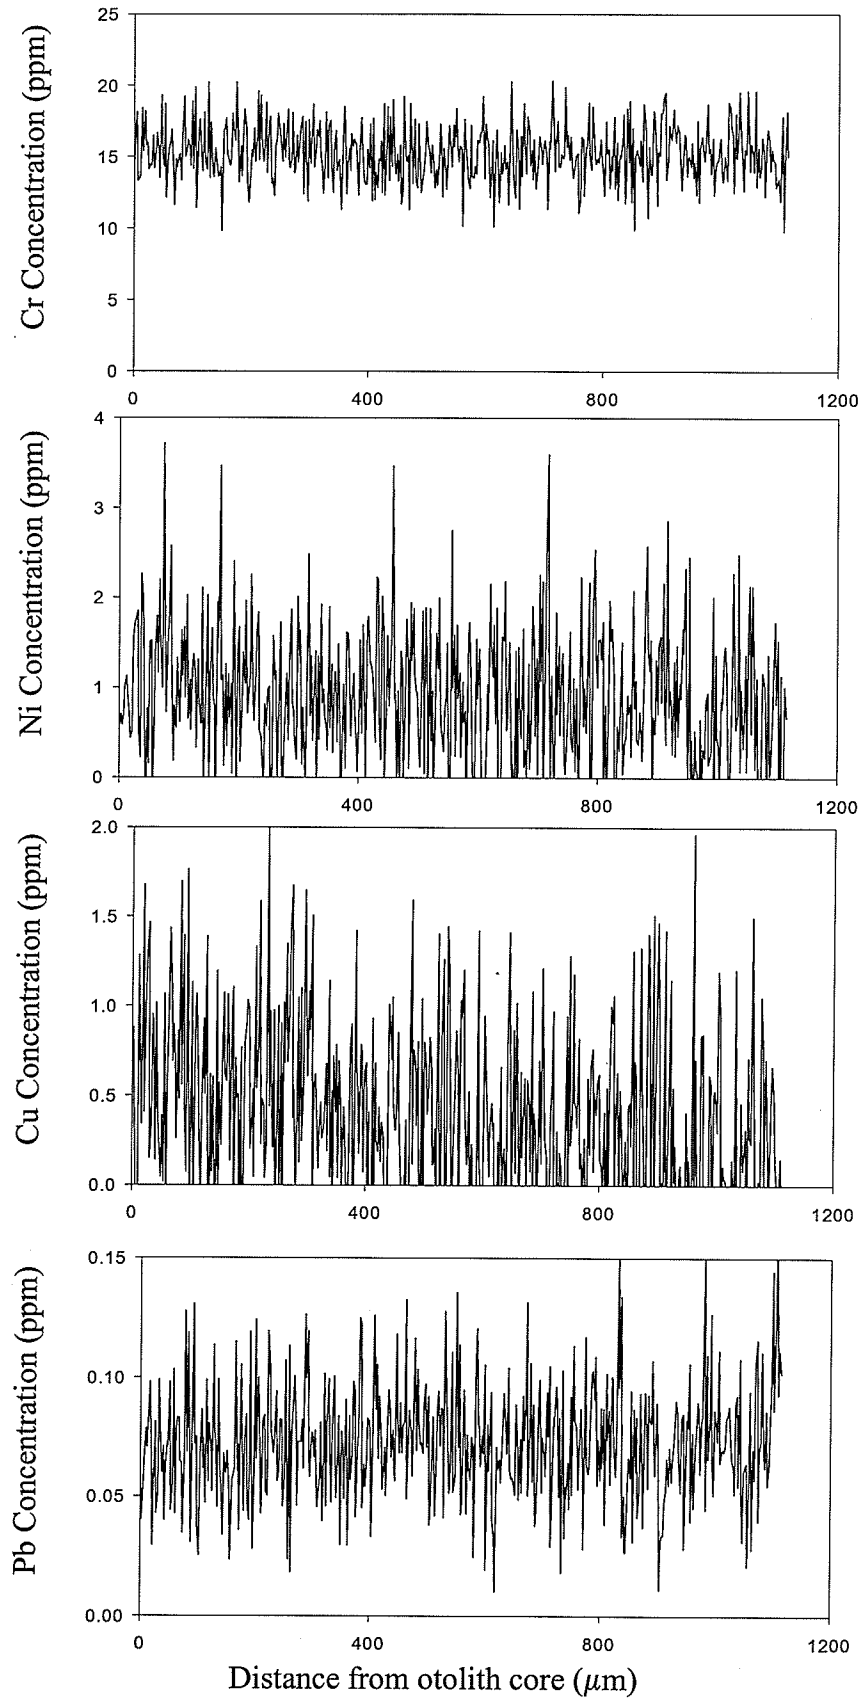 Cr Concentration (ppm)
25
20
15
10
5
0
0 400 800 1200
Ni Concentration (ppm)
4
3
2
1
0
0 400 800 1200
Cu Concentration (ppm)
2.0
1.5
1.0
0.5
0.0
0 400 800 1200
Pb Concentration (ppm)
0.15
0.10
0.05
0.00
0 400 800 1200
Distance from otolith core (μm)